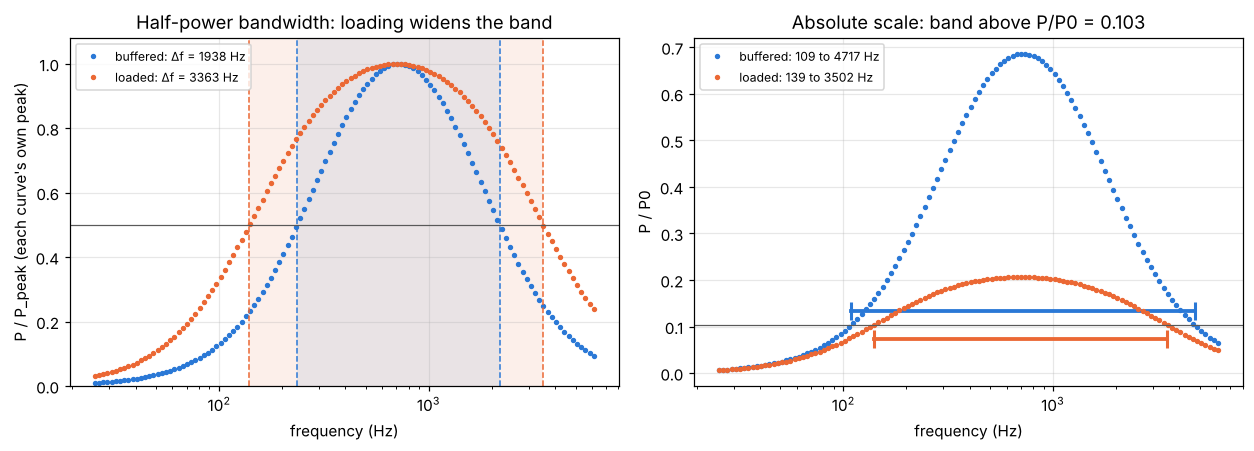 Half-power bandwidth: loading widens the band
buffered: Δf = 1938 Hz
loaded: Δf = 3363 Hz
P / P_peak (each curve's own peak)
1.0
0.8
0.6
0.4
0.2
0.0
10²
10³
frequency (Hz)
Absolute scale: band above P/P0 = 0.103
buffered: 109 to 4717 Hz
loaded: 139 to 3502 Hz
P / P0
0.7
0.6
0.5
0.4
0.3
0.2
0.1
0.0
10²
10³
frequency (Hz)